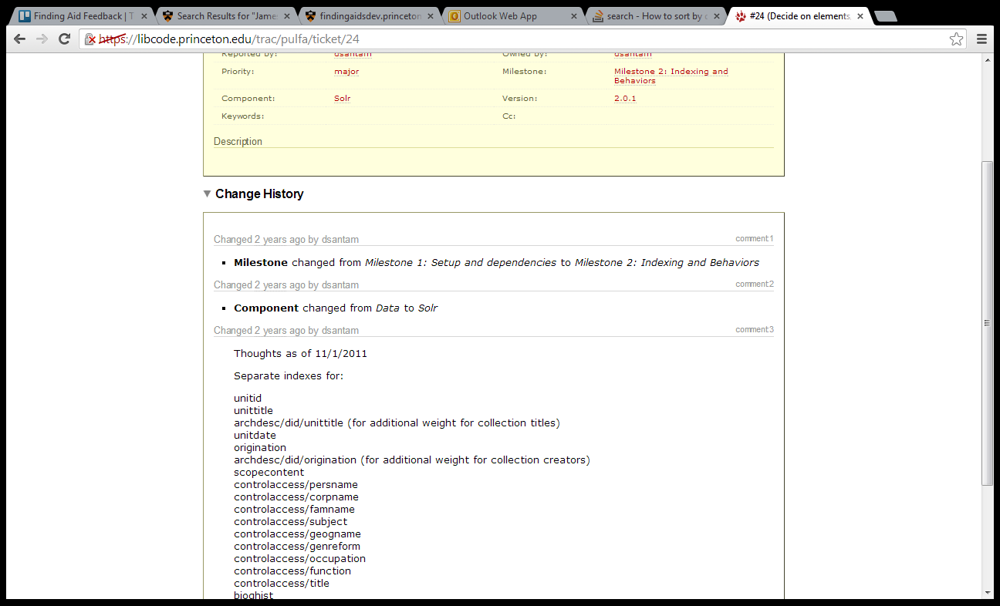 Finding Aid Feedback | T
Search Results for "James
findingaidsdev.princeton
Outlook Web App
search - How to sort by c
#24 (Decide on elements,
https://libcode.princeton.edu/trac/pulfa/ticket/24
Reported by: dsantam Owned by: dsantam
Priority: major Milestone: Milestone 2: Indexing and
Behaviors
Component: Solr Version: 2.0.1
Keywords: Cc:
Description
Change History
Changed 2 years ago by dsantam comment:1
Milestone changed from Milestone 1: Setup and dependencies to Milestone 2: Indexing and Behaviors
Changed 2 years ago by dsantam comment:2
Component changed from Data to Solr
Changed 2 years ago by dsantam comment:3
Thoughts as of 11/1/2011
Separate indexes for:
unitid
unittitle
archdesc/did/unittitle (for additional weight for collection titles)
unitdate
origination
archdesc/did/origination (for additional weight for collection creators)
scopecontent
controlaccess/persname
controlaccess/corpname
controlaccess/famname
controlaccess/subject
controlaccess/geogname
controlaccess/genreform
controlaccess/occupation
controlaccess/function
controlaccess/title
bioghist